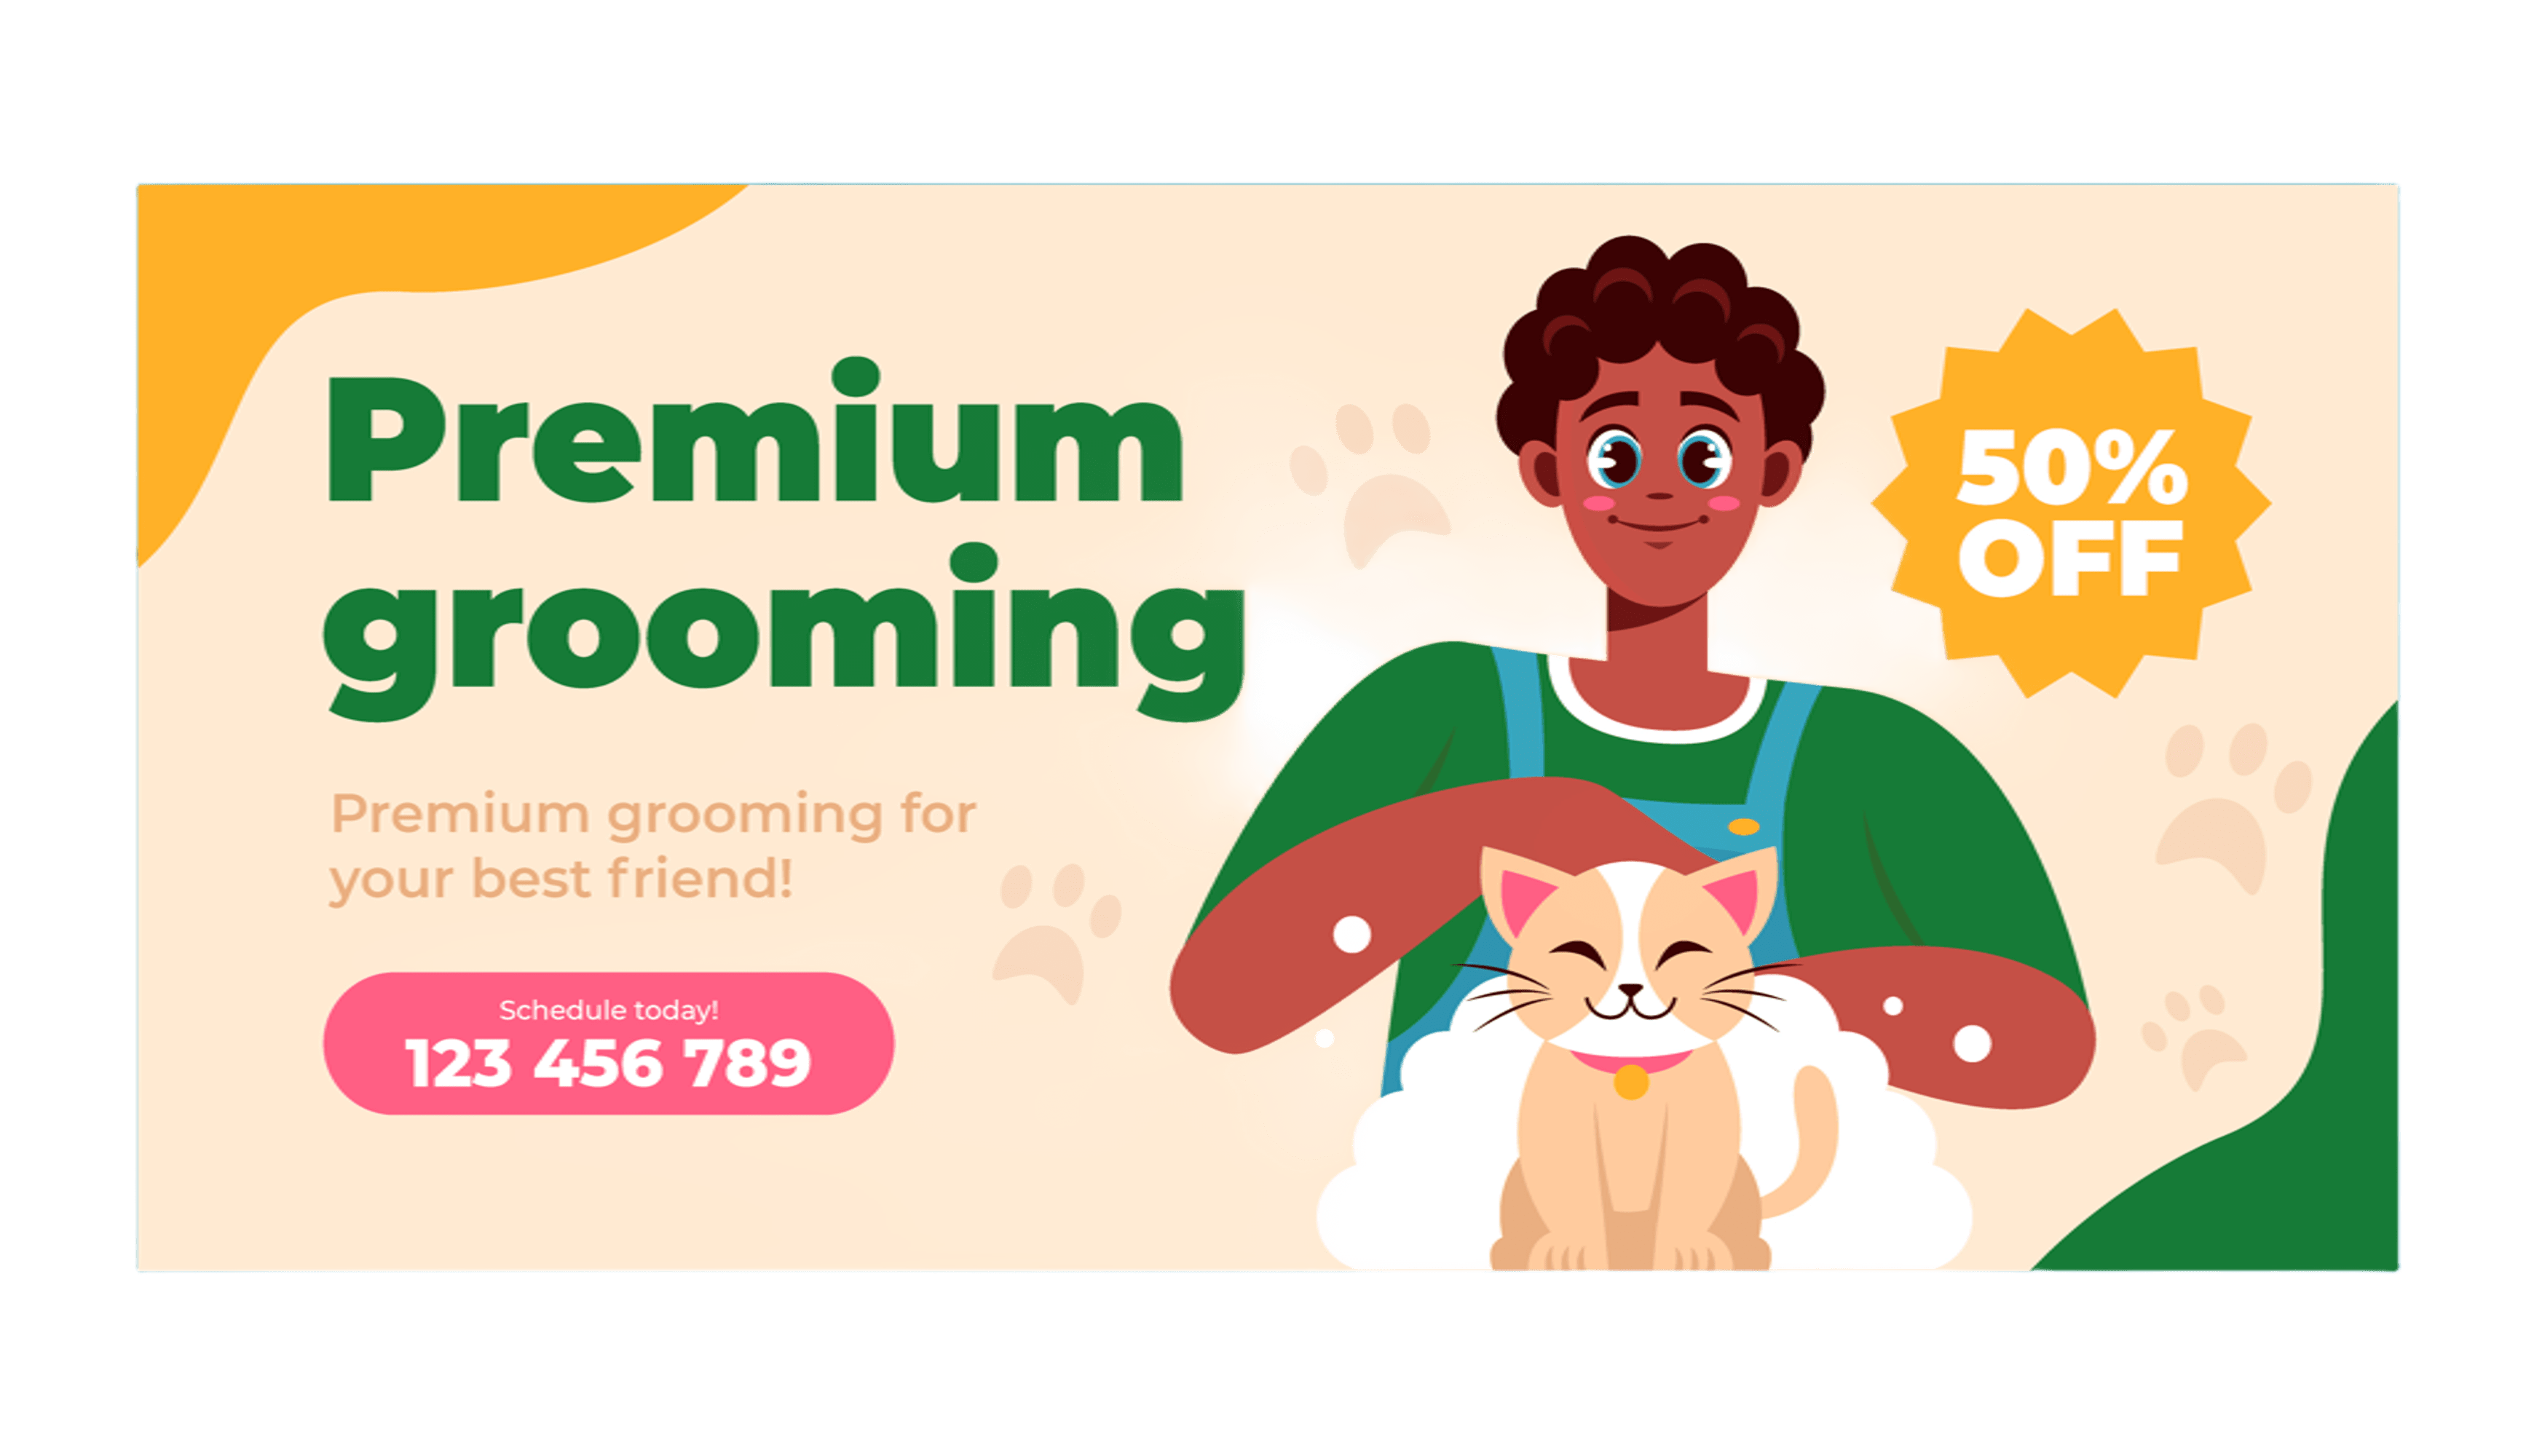 Premium
grooming
Premium grooming for
your best friend!
Schedule today!
123 456 789
50%
OFF